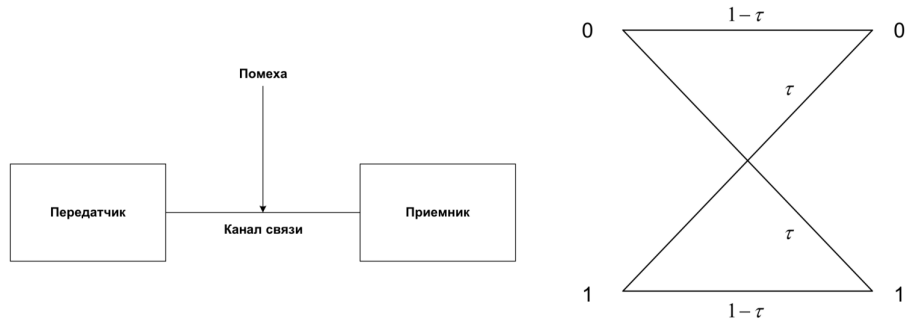 Помеха
Передатчик
Канал связи
Приемник
1 − τ
0
0
τ
τ
1
1
1 − τ